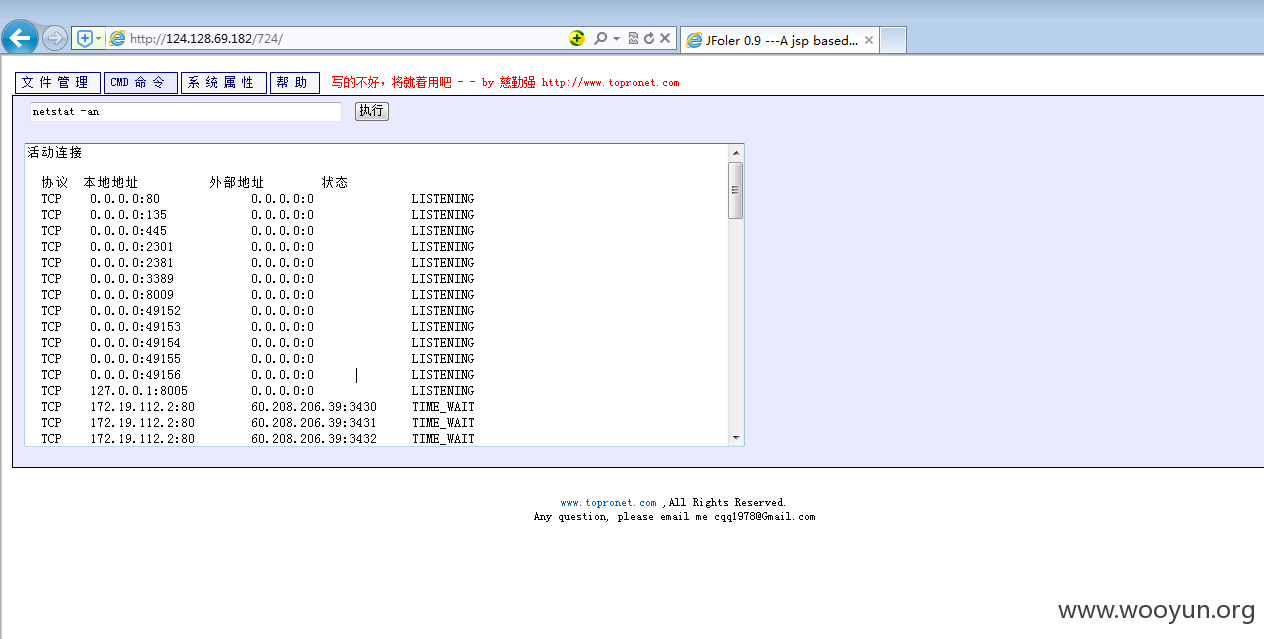 http://124.128.69.182/724/
JFoler 0.9 ---A jsp based...
文件管理 CMD 命令 系统属性 帮助 写的不好，将就着用吧 - - by 慈勤强 http://www.topronet.com
netstat -an 执行
活动连接
协议 本地地址 外部地址 状态
TCP 0.0.0.0:80 0.0.0.0:0 LISTENING
TCP 0.0.0.0:135 0.0.0.0:0 LISTENING
TCP 0.0.0.0:445 0.0.0.0:0 LISTENING
TCP 0.0.0.0:2301 0.0.0.0:0 LISTENING
TCP 0.0.0.0:2381 0.0.0.0:0 LISTENING
TCP 0.0.0.0:3389 0.0.0.0:0 LISTENING
TCP 0.0.0.0:8009 0.0.0.0:0 LISTENING
TCP 0.0.0.0:49152 0.0.0.0:0 LISTENING
TCP 0.0.0.0:49153 0.0.0.0:0 LISTENING
TCP 0.0.0.0:49154 0.0.0.0:0 LISTENING
TCP 0.0.0.0:49155 0.0.0.0:0 LISTENING
TCP 0.0.0.0:49156 0.0.0.0:0 LISTENING
TCP 127.0.0.1:8005 0.0.0.0:0 LISTENING
TCP 172.19.112.2:80 60.208.206.39:3430 TIME_WAIT
TCP 172.19.112.2:80 60.208.206.39:3431 TIME_WAIT
TCP 172.19.112.2:80 60.208.206.39:3432 TIME_WAIT
www.topronet.com ,All Rights Reserved.
Any question, please email me cqq1978@Gmail.com
www.wooyun.org